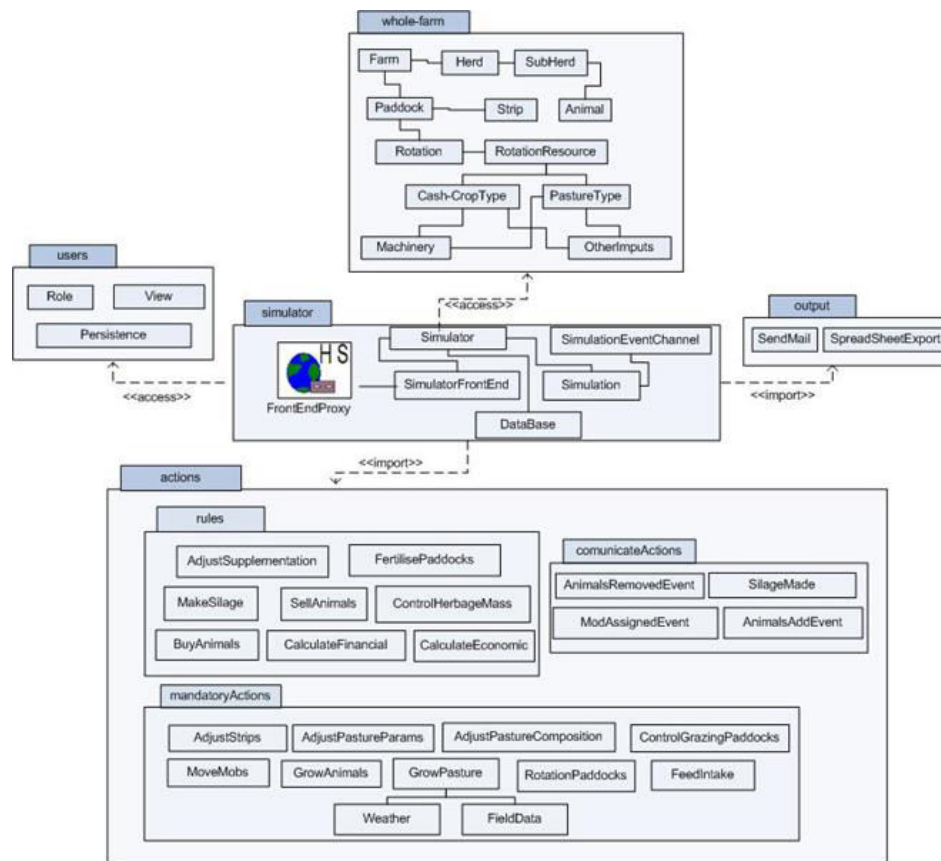 whole-farm
Farm
Herd
SubHerd
Paddock
Strip
Animal
Rotation
RotationResource
Cash-CropType
PastureType
Machinery
OtherImputs
users
Role
View
Persistence
<<access>>
<<access>>
simulator
Simulator
SimulationEventChannel
HS
SimulatorFrontEnd
Simulation
FrontEndProxy
DataBase
output
SendMail
SpreadSheetExport
<<import>>
<<import>>
actions
rules
AdjustSupplementation
FertilisePaddocks
MakeSilage
SellAnimals
ControlHerbageMass
BuyAnimals
CalculateFinancial
CalculateEconomic
comunicateActions
AnimalsRemovedEvent
SilageMade
ModAssignedEvent
AnimalsAddEvent
mandatoryActions
AdjustStrips
AdjustPastureParams
AdjustPastureComposition
ControlGrazingPaddocks
MoveMobs
GrowAnimals
GrowPasture
RotationPaddocks
FeedIntake
Weather
FieldData